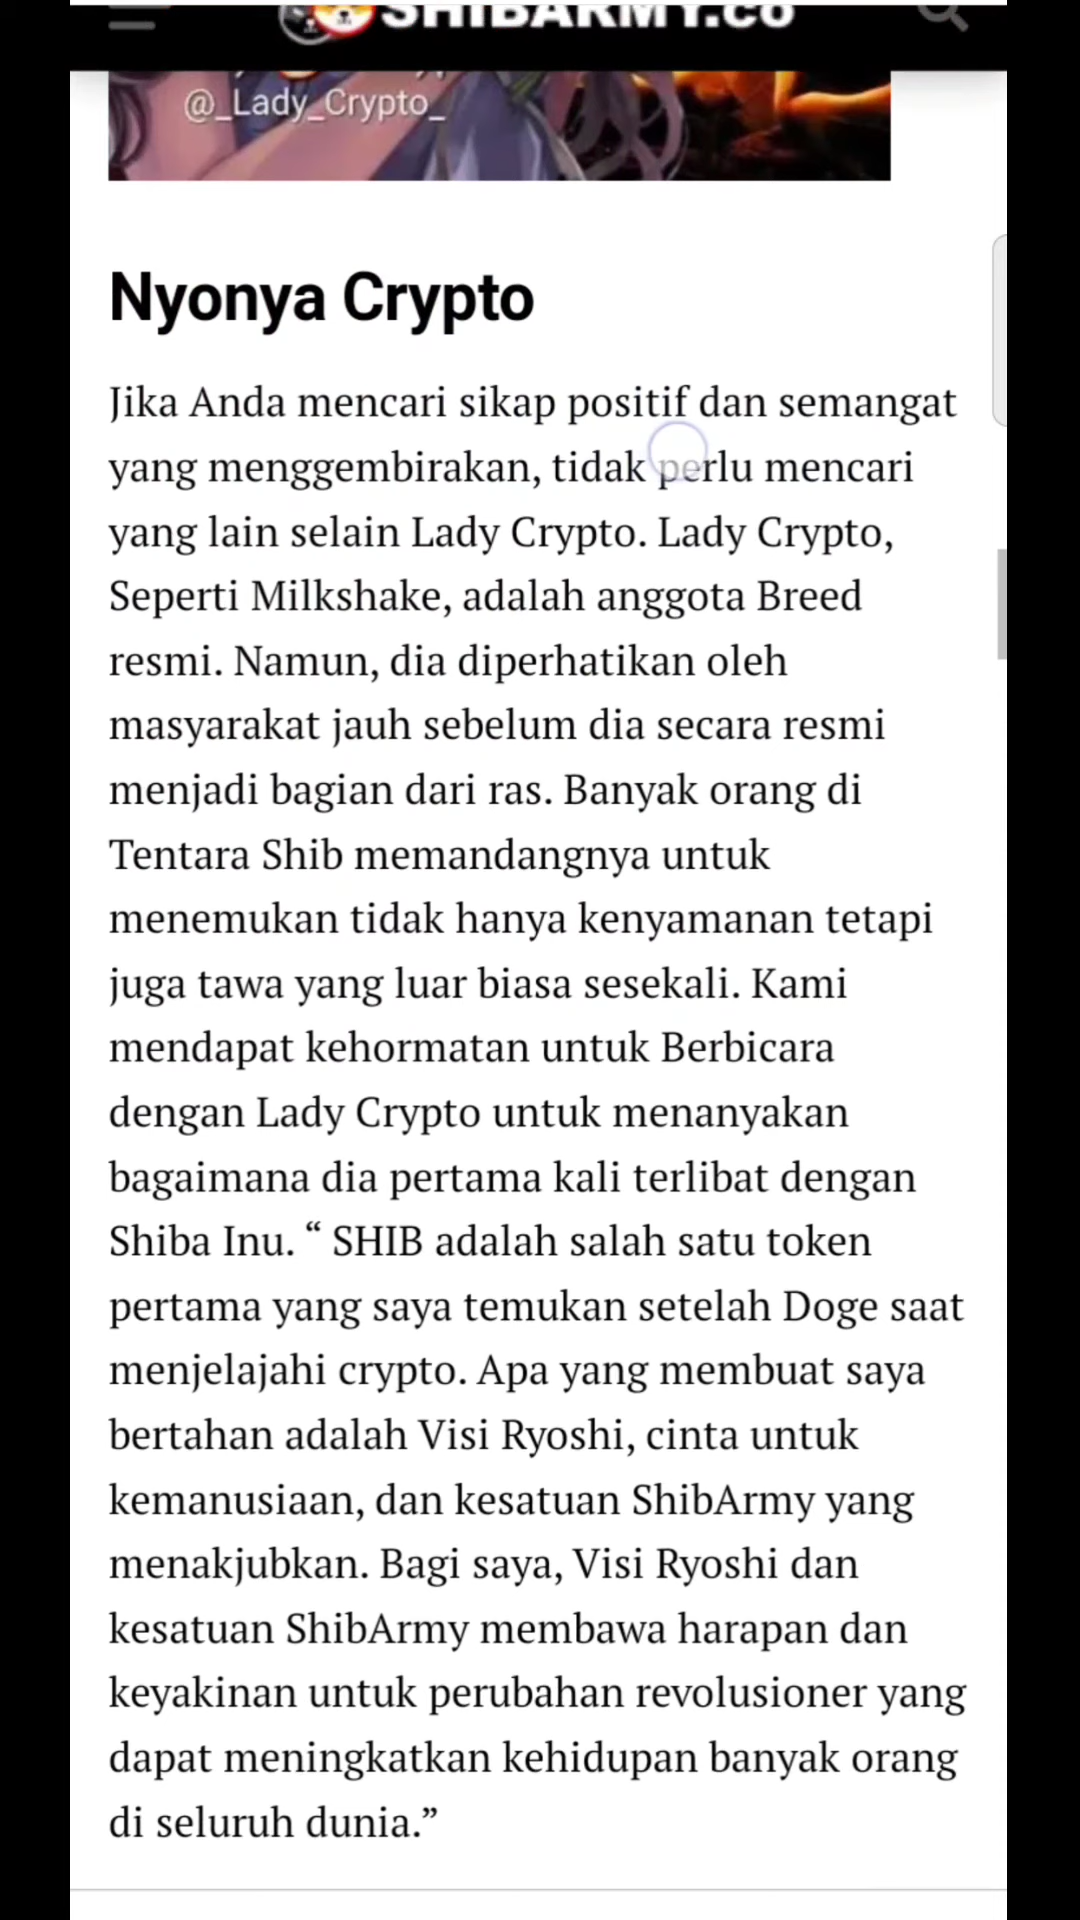 SHIBARMY.co
@_Lady_Crypto_
Nyonya Crypto
Jika Anda mencari sikap positif dan semangat
yang menggembirakan, tidak perlu mencari
yang lain selain Lady Crypto. Lady Crypto,
Seperti Milkshake, adalah anggota Breed
resmi. Namun, dia diperhatikan oleh
masyarakat jauh sebelum dia secara resmi
menjadi bagian dari ras. Banyak orang di
Tentara Shib memandangnya untuk
menemukan tidak hanya kenyamanan tetapi
juga tawa yang luar biasa sesekali. Kami
mendapat kehormatan untuk Berbicara
dengan Lady Crypto untuk menanyakan
bagaimana dia pertama kali terlibat dengan
Shiba Inu. “ SHIB adalah salah satu token
pertama yang saya temukan setelah Doge saat
menjelajahi crypto. Apa yang membuat saya
bertahan adalah Visi Ryoshi, cinta untuk
kemanusiaan, dan kesatuan ShibArmy yang
menakjubkan. Bagi saya, Visi Ryoshi dan
kesatuan ShibArmy membawa harapan dan
keyakinan untuk perubahan revolusioner yang
dapat meningkatkan kehidupan banyak orang
di seluruh dunia.”